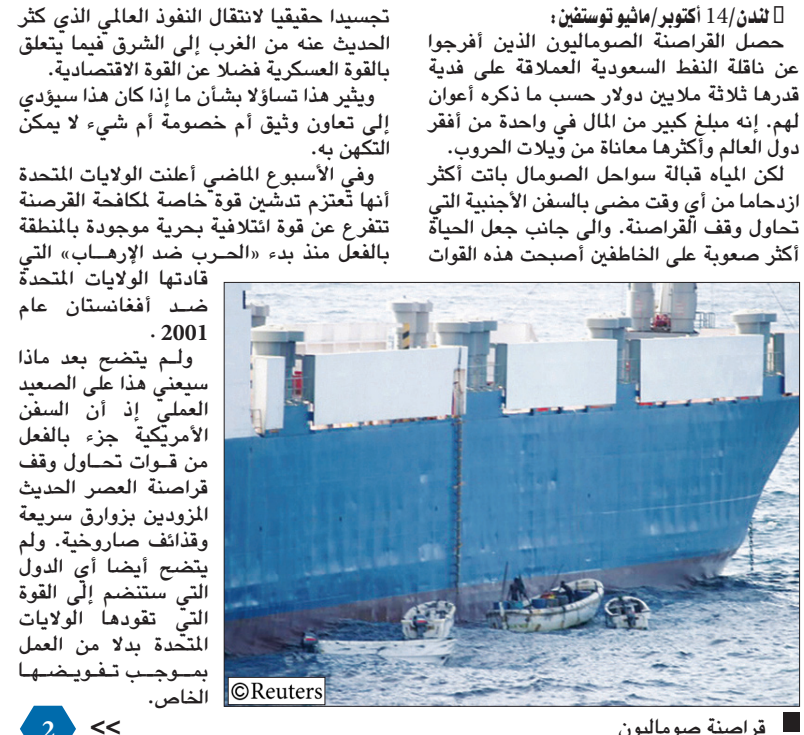 لندن/14 أكتوبر/ماثيو توستفين:
حصل القراصنة الصوماليون الذين أفرجوا
عن ناقلة النفط السعودية العملاقة على فدية
قدرها ثلاثة ملايين دولار حسب ما ذكره أعوان
لهم. إنه مبلغ كبير من المال في واحدة من أفقر
دول العالم وأكثرها معاناة من ويلات الحروب.
لكن المياه قبالة سواحل الصومال باتت أكثر
ازدحاما من أي وقت مضى بالسفن الأجنبية التي
تحاول وقف القراصنة. والى جانب جعل الحياة
أكثر صعوبة على الخاطفين أصبحت هذه القوات
تجسيدا حقيقيا لانتقال النفوذ العالمي الذي كثر
الحديث عنه من الغرب إلى الشرق فيما يتعلق
بالقوة العسكرية فضلا عن القوة الاقتصادية.
ويثير هذا تساؤلا بشأن ما إذا كان هذا سيؤدي
إلى تعاون وثيق أم خصومة أم شيء لا يمكن
التكهن به.
وفي الأسبوع الماضي أعلنت الولايات المتحدة
أنها تعتزم تدشين قوة خاصة لمكافحة القرصنة
تتفرع عن قوة ائتلافية بحرية موجودة بالمنطقة
بالفعل منذ بدء «الحرب ضد الإرهاب» التي
قادتها الولايات المتحدة
ضد أفغانستان عام
2001 .
ولم يتضح بعد ماذا
سيعني هذا على الصعيد
العملي إذ أن السفن
الأمريكية جزء بالفعل
من قوات تحاول وقف
قراصنة العصر الحديث
المزودين بزوارق سريعة
وقذائف صاروخية. ولم
يتضح أيضا أي الدول
التي ستنضم إلى القوة
التي تقودها الولايات
المتحدة بدلا من العمل
بموجب تفويضها
الخاص.
©Reuters
قراصنة صوماليون
>> 2